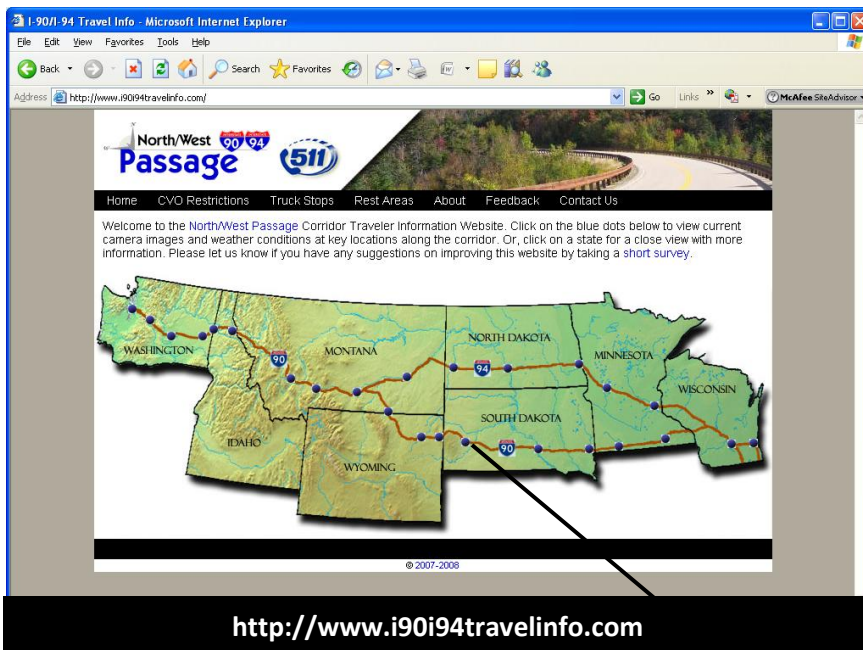 I-90/I-94 Travel Info - Microsoft Internet Explorer
File Edit View Favorites Tools Help
Back Search Favorites
Address http://www.i90i94travelinfo.com/ Go Links » McAfee SiteAdvisor
North/West 90 94
Passage 511
Home CVO Restrictions Truck Stops Rest Areas About Feedback Contact Us
Welcome to the North/West Passage Corridor Traveler Information Website. Click on the blue dots below to view current
camera images and weather conditions at key locations along the corridor. Or, click on a state for a close view with more
information. Please let us know if you have any suggestions on improving this website by taking a short survey.
WASHINGTON
90
MONTANA
NORTH DAKOTA
94
MINNESOTA
WISCONSIN
IDAHO
WYOMING
SOUTH DAKOTA
90
© 2007-2008
http://www.i90i94travelinfo.com